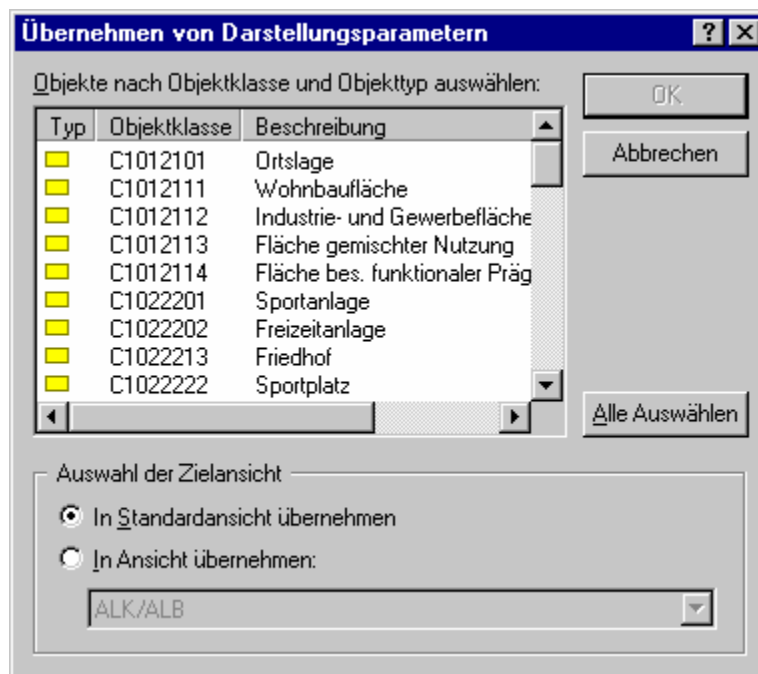 Übernehmen von Darstellungsparametern
Objekte nach Objektklasse und Objekttyp auswählen:
OK
Abbrechen
Typ Objektklasse Beschreibung
C1012101 Ortslage
C1012111 Wohnbaufläche
C1012112 Industrie- und Gewerbefläche
C1012113 Fläche gemischter Nutzung
C1012114 Fläche bes. funktionaler Präg
C1022201 Sportanlage
C1022202 Freizeitanlage
C1022213 Friedhof
C1022222 Sportplatz
Alle Auswählen
Auswahl der Zielansicht
In Standardansicht übernehmen
In Ansicht übernehmen:
ALK/ALB